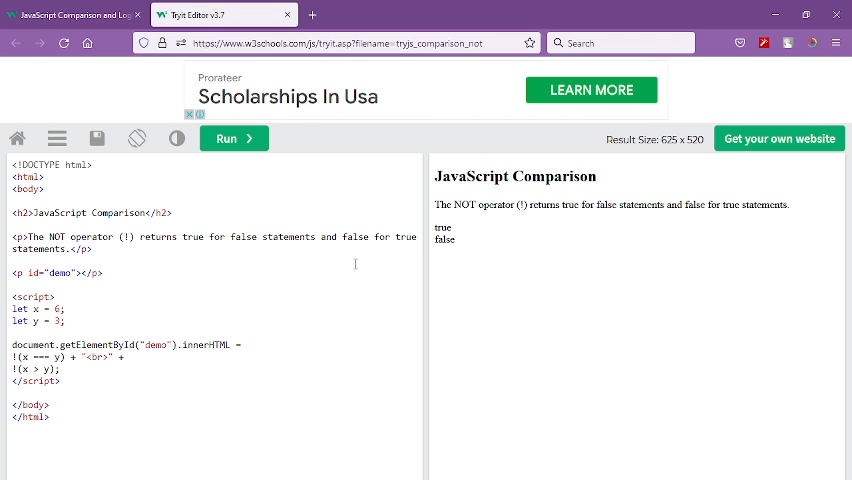 JavaScript Comparison and Log
Tryit Editor v3.7
https://www.w3schools.com/js/tryit.asp?filename=tryjs_comparison_not
Search
Prorateer
Scholarships In Usa
LEARN MORE
Run
Result Size: 625 x 520
Get your own website
<!DOCTYPE html>
<html>
<body>
<h2>JavaScript Comparison</h2>
<p>The NOT operator (!) returns true for false statements and false for true
statements.</p>
<p id="demo"></p>
<script>
let x = 6;
let y = 3;
document.getElementById("demo").innerHTML =
!(x === y) + "<br>" +
!(x > y);
</script>
</body>
</html>
JavaScript Comparison
The NOT operator (!) returns true for false statements and false for true statements.
true
false